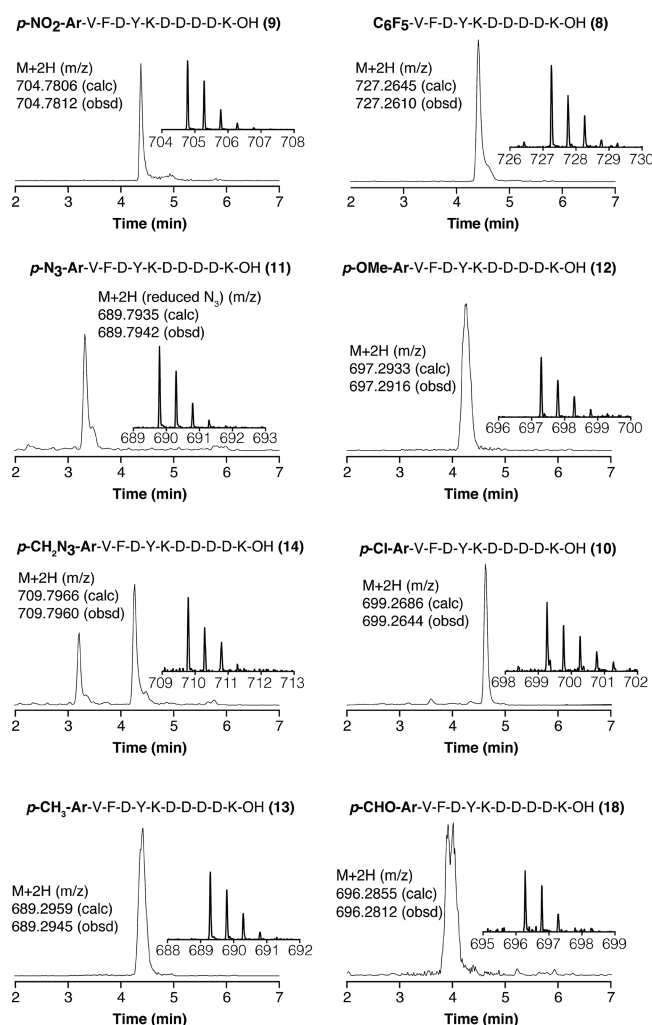 p-NO2-Ar-V-F-D-Y-K-D-D-D-D-K-OH (9)
M+2H (m/z)
704.7806 (calc)
704.7812 (obsd)
704 705 706 707 708
2 3 4 5 6 7
Time (min)
C6F5-V-F-D-Y-K-D-D-D-D-K-OH (8)
M+2H (m/z)
727.2645 (calc)
727.2610 (obsd)
726 727 728 729 730
2 3 4 5 6 7
Time (min)
p-N3-Ar-V-F-D-Y-K-D-D-D-D-K-OH (11)
M+2H (reduced N3) (m/z)
689.7935 (calc)
689.7942 (obsd)
689 690 691 692 693
2 3 4 5 6 7
Time (min)
p-OMe-Ar-V-F-D-Y-K-D-D-D-D-K-OH (12)
M+2H (m/z)
697.2933 (calc)
697.2916 (obsd)
696 697 698 699 700
2 3 4 5 6 7
Time (min)
p-CH2N3-Ar-V-F-D-Y-K-D-D-D-D-K-OH (14)
M+2H (m/z)
709.7966 (calc)
709.7960 (obsd)
709 710 711 712 713
2 3 4 5 6 7
Time (min)
p-Cl-Ar-V-F-D-Y-K-D-D-D-D-K-OH (10)
M+2H (m/z)
699.2686 (calc)
699.2644 (obsd)
698 699 700 701 702
2 3 4 5 6 7
Time (min)
p-CH3-Ar-V-F-D-Y-K-D-D-D-D-K-OH (13)
M+2H (m/z)
689.2959 (calc)
689.2945 (obsd)
688 689 690 691 692
2 3 4 5 6 7
Time (min)
p-CHO-Ar-V-F-D-Y-K-D-D-D-D-K-OH (18)
M+2H (m/z)
696.2855 (calc)
696.2812 (obsd)
695 696 697 698 699
2 3 4 5 6 7
Time (min)